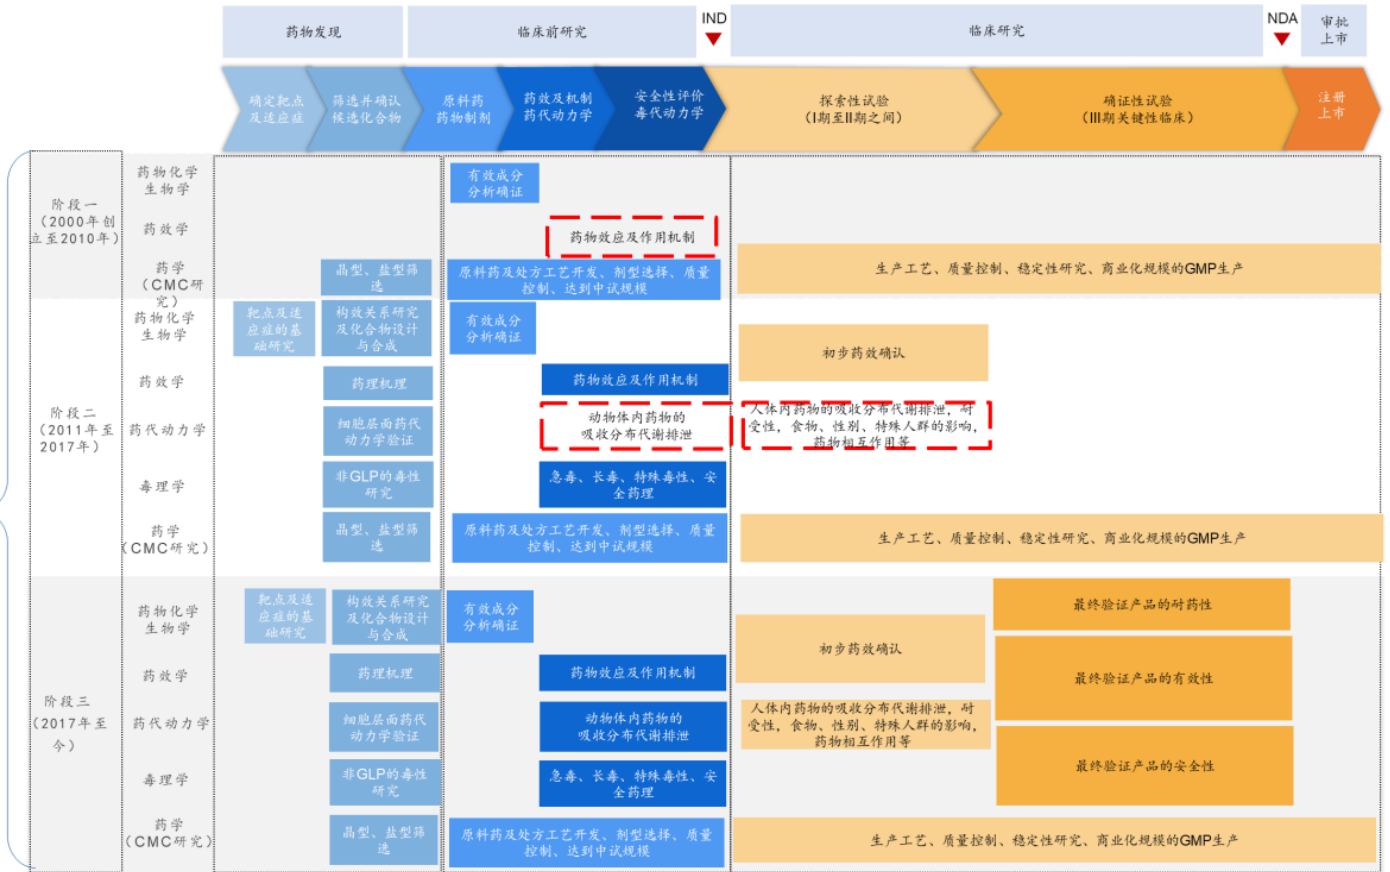 药物发现
临床前研究
IND
临床研究
NDA
审批
上市
确定靶点
及适应症
筛选并确认
候选化合物
原料药
药物制剂
药效及机制
药代动力学
安全性评价
毒代动力学
探索性试验
（I期至II期之间）
确证性试验
（III期关键性临床）
注册
上市
阶段一
（2000年创
立至2010年）
药物化学
生物学
有效成分
分析确证
药效学
药物效应及作用机制
药学
（CMC研
究）
晶型、盐型筛
选
原料药及处方工艺开发、剂型选择、质量
控制、达到中试规模
生产工艺、质量控制、稳定性研究、商业化规模的GMP生产
阶段二
（2011年至
2017年）
药物化学
生物学
靶点及适
应症的基
础研究
构效关系研究
及化合物设计
与合成
有效成分
分析确证
初步药效确认
药效学
药理机理
药物效应及作用机制
药代动力学
细胞层面药代
动力学验证
动物体内药物的
吸收分布代谢排泄
人体内药物的吸收分布代谢排泄，耐
受性，食物、性别、特殊人群的影响，
药物相互作用等
毒理学
非GLP的毒性
研究
急毒、长毒、特殊毒性、安
全药理
药学
（CMC研究）
晶型、盐型筛
选
原料药及处方工艺开发、剂型选择、质量
控制、达到中试规模
生产工艺、质量控制、稳定性研究、商业化规模的GMP生产
阶段三
（2017年至
今）
药物化学
生物学
靶点及适
应症的基
础研究
构效关系研究
及化合物设计
与合成
有效成分
分析确证
初步药效确认
最终验证产品的耐药性
药效学
药理机理
药物效应及作用机制
最终验证产品的有效性
药代动力学
细胞层面药代
动力学验证
动物体内药物的
吸收分布代谢排泄
人体内药物的吸收分布代谢排泄，耐
受性，食物、性别、特殊人群的影响，
药物相互作用等
最终验证产品的安全性
毒理学
非GLP的毒性
研究
急毒、长毒、特殊毒性、安
全药理
药学
（CMC研究）
晶型、盐型筛
选
原料药及处方工艺开发、剂型选择、质量
控制、达到中试规模
生产工艺、质量控制、稳定性研究、商业化规模的GMP生产